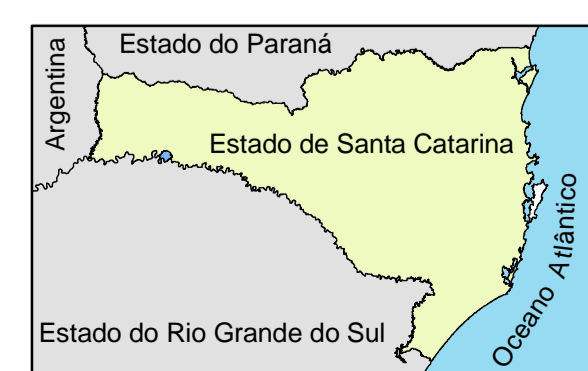 Estado do Paraná
Argentina
Estado de Santa Catarina
Oceano Atlântico
Estado do Rio Grande do Sul